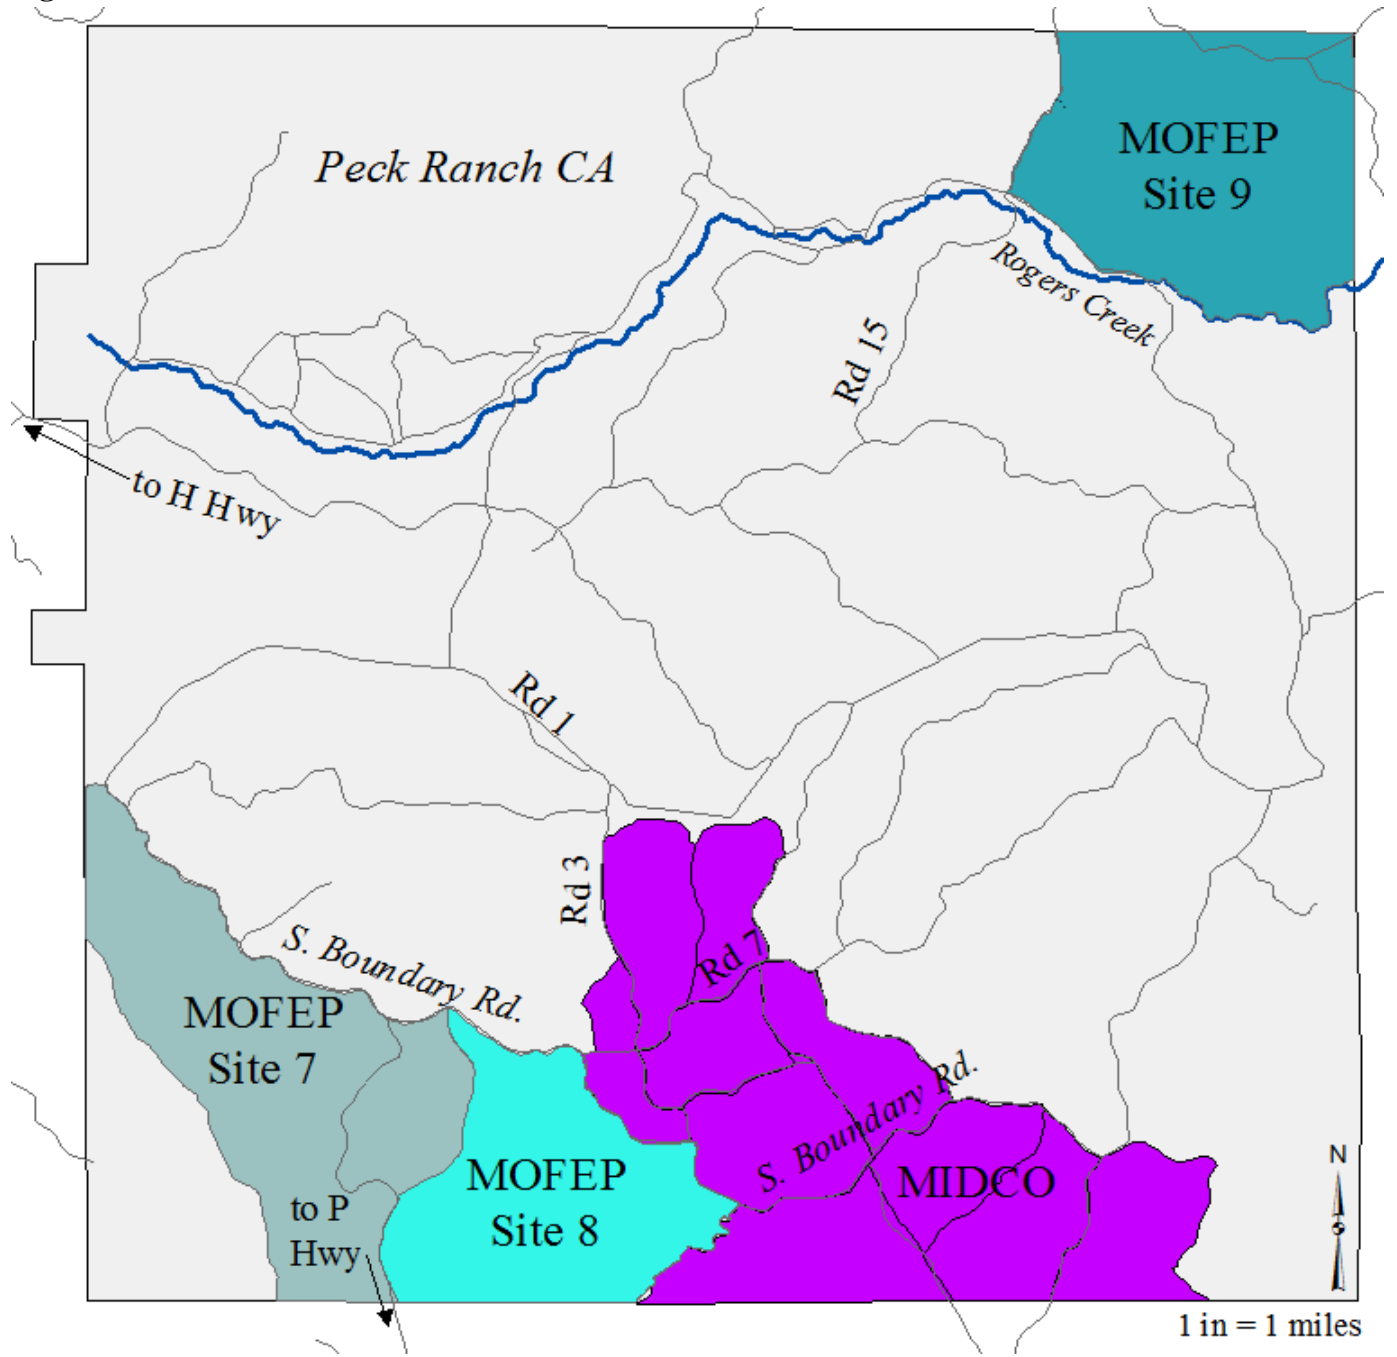 MOFEP
Site 9
Peck Ranch CA
Rogers Creek
Rd 15
to H Hwy
Rd 1
Rd 3
Rd 7
S. Boundary Rd.
MOFEP
Site 7
S. Boundary Rd.
MOFEP
Site 8
MIDCO
to P
Hwy
N
1 in = 1 miles